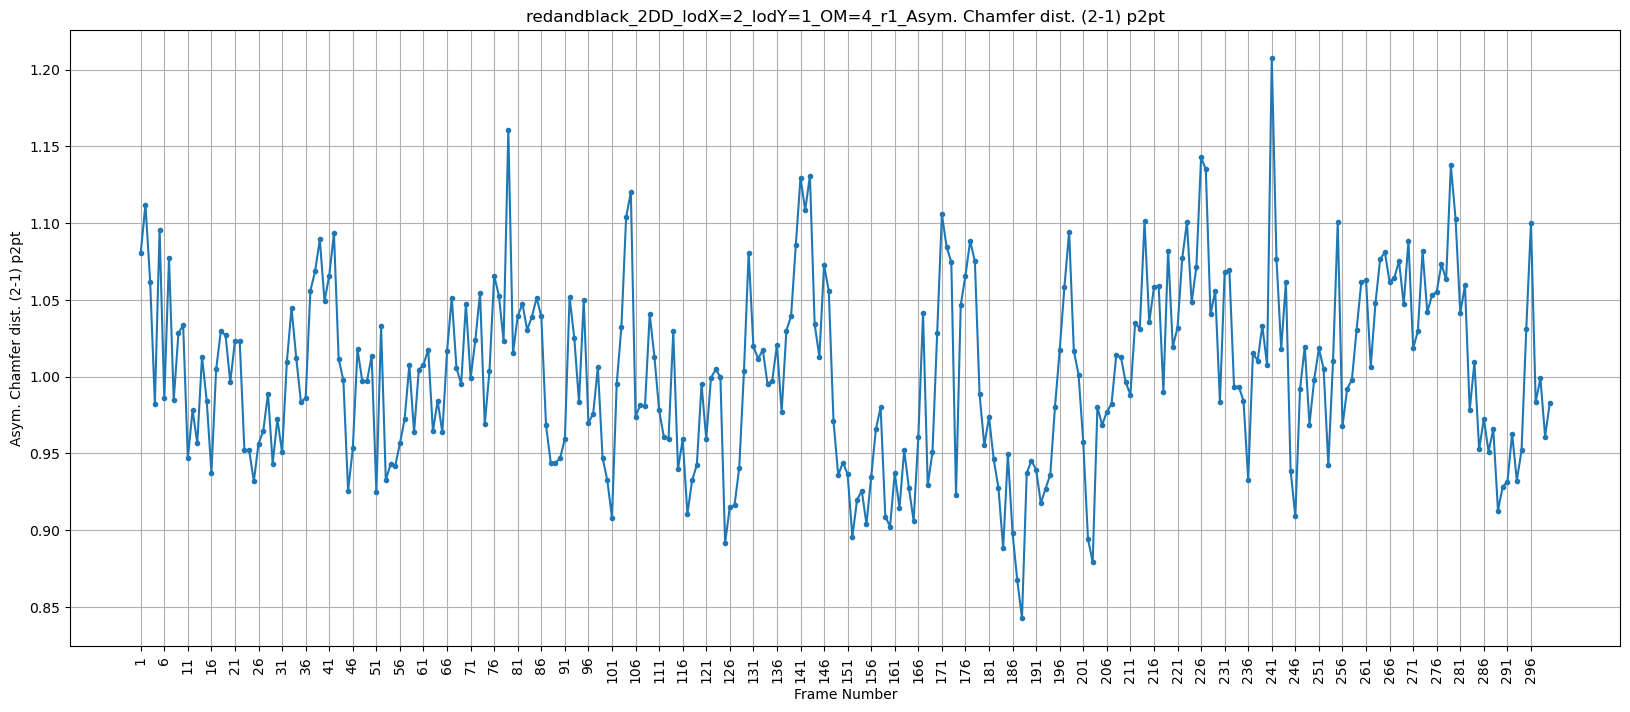 redandblack_2DD_lodX=2_lodY=1_OM=4_r1_Asym. Chamfer dist. (2-1) p2pt
Asym. Chamfer dist. (2-1) p2pt
1.20
1.15
1.10
1.05
1.00
0.95
0.90
0.85
1 6 11 16 21 26 31 36 41 46 51 56 61 66 71 76 81 86 91 96 101 106 111 116 121 126 131 136 141 146 151 156 161 166 171 176 181 186 191 196 201 206 211 216 221 226 231 236 241 246 251 256 261 266 271 276 281 286 291 296
Frame Number